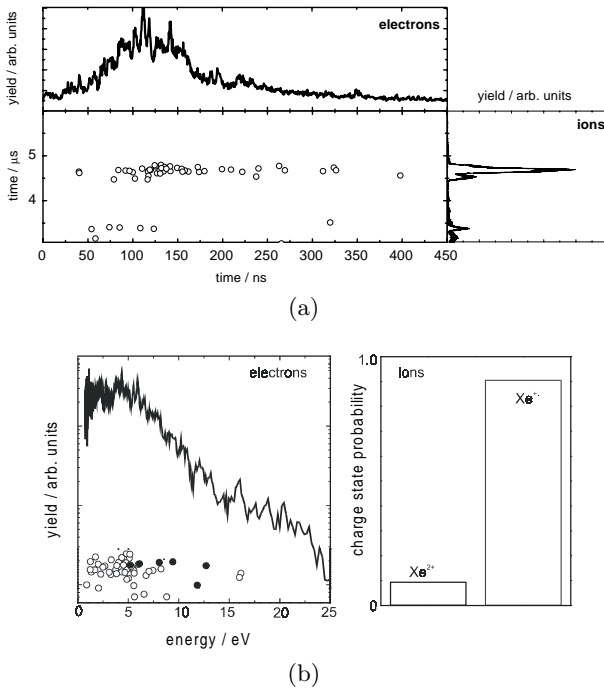 electrons
yield / arb. units
yield / arb. units
ions
time / µs
5
4
0 50 100 150 200 250 300 350 400 450
time / ns
(a)
electrons
yield / arb. units
0 5 10 15 20 25
energy / eV
1.0
Ions
Xe+
charge state probability
Xe2+
0
(b)